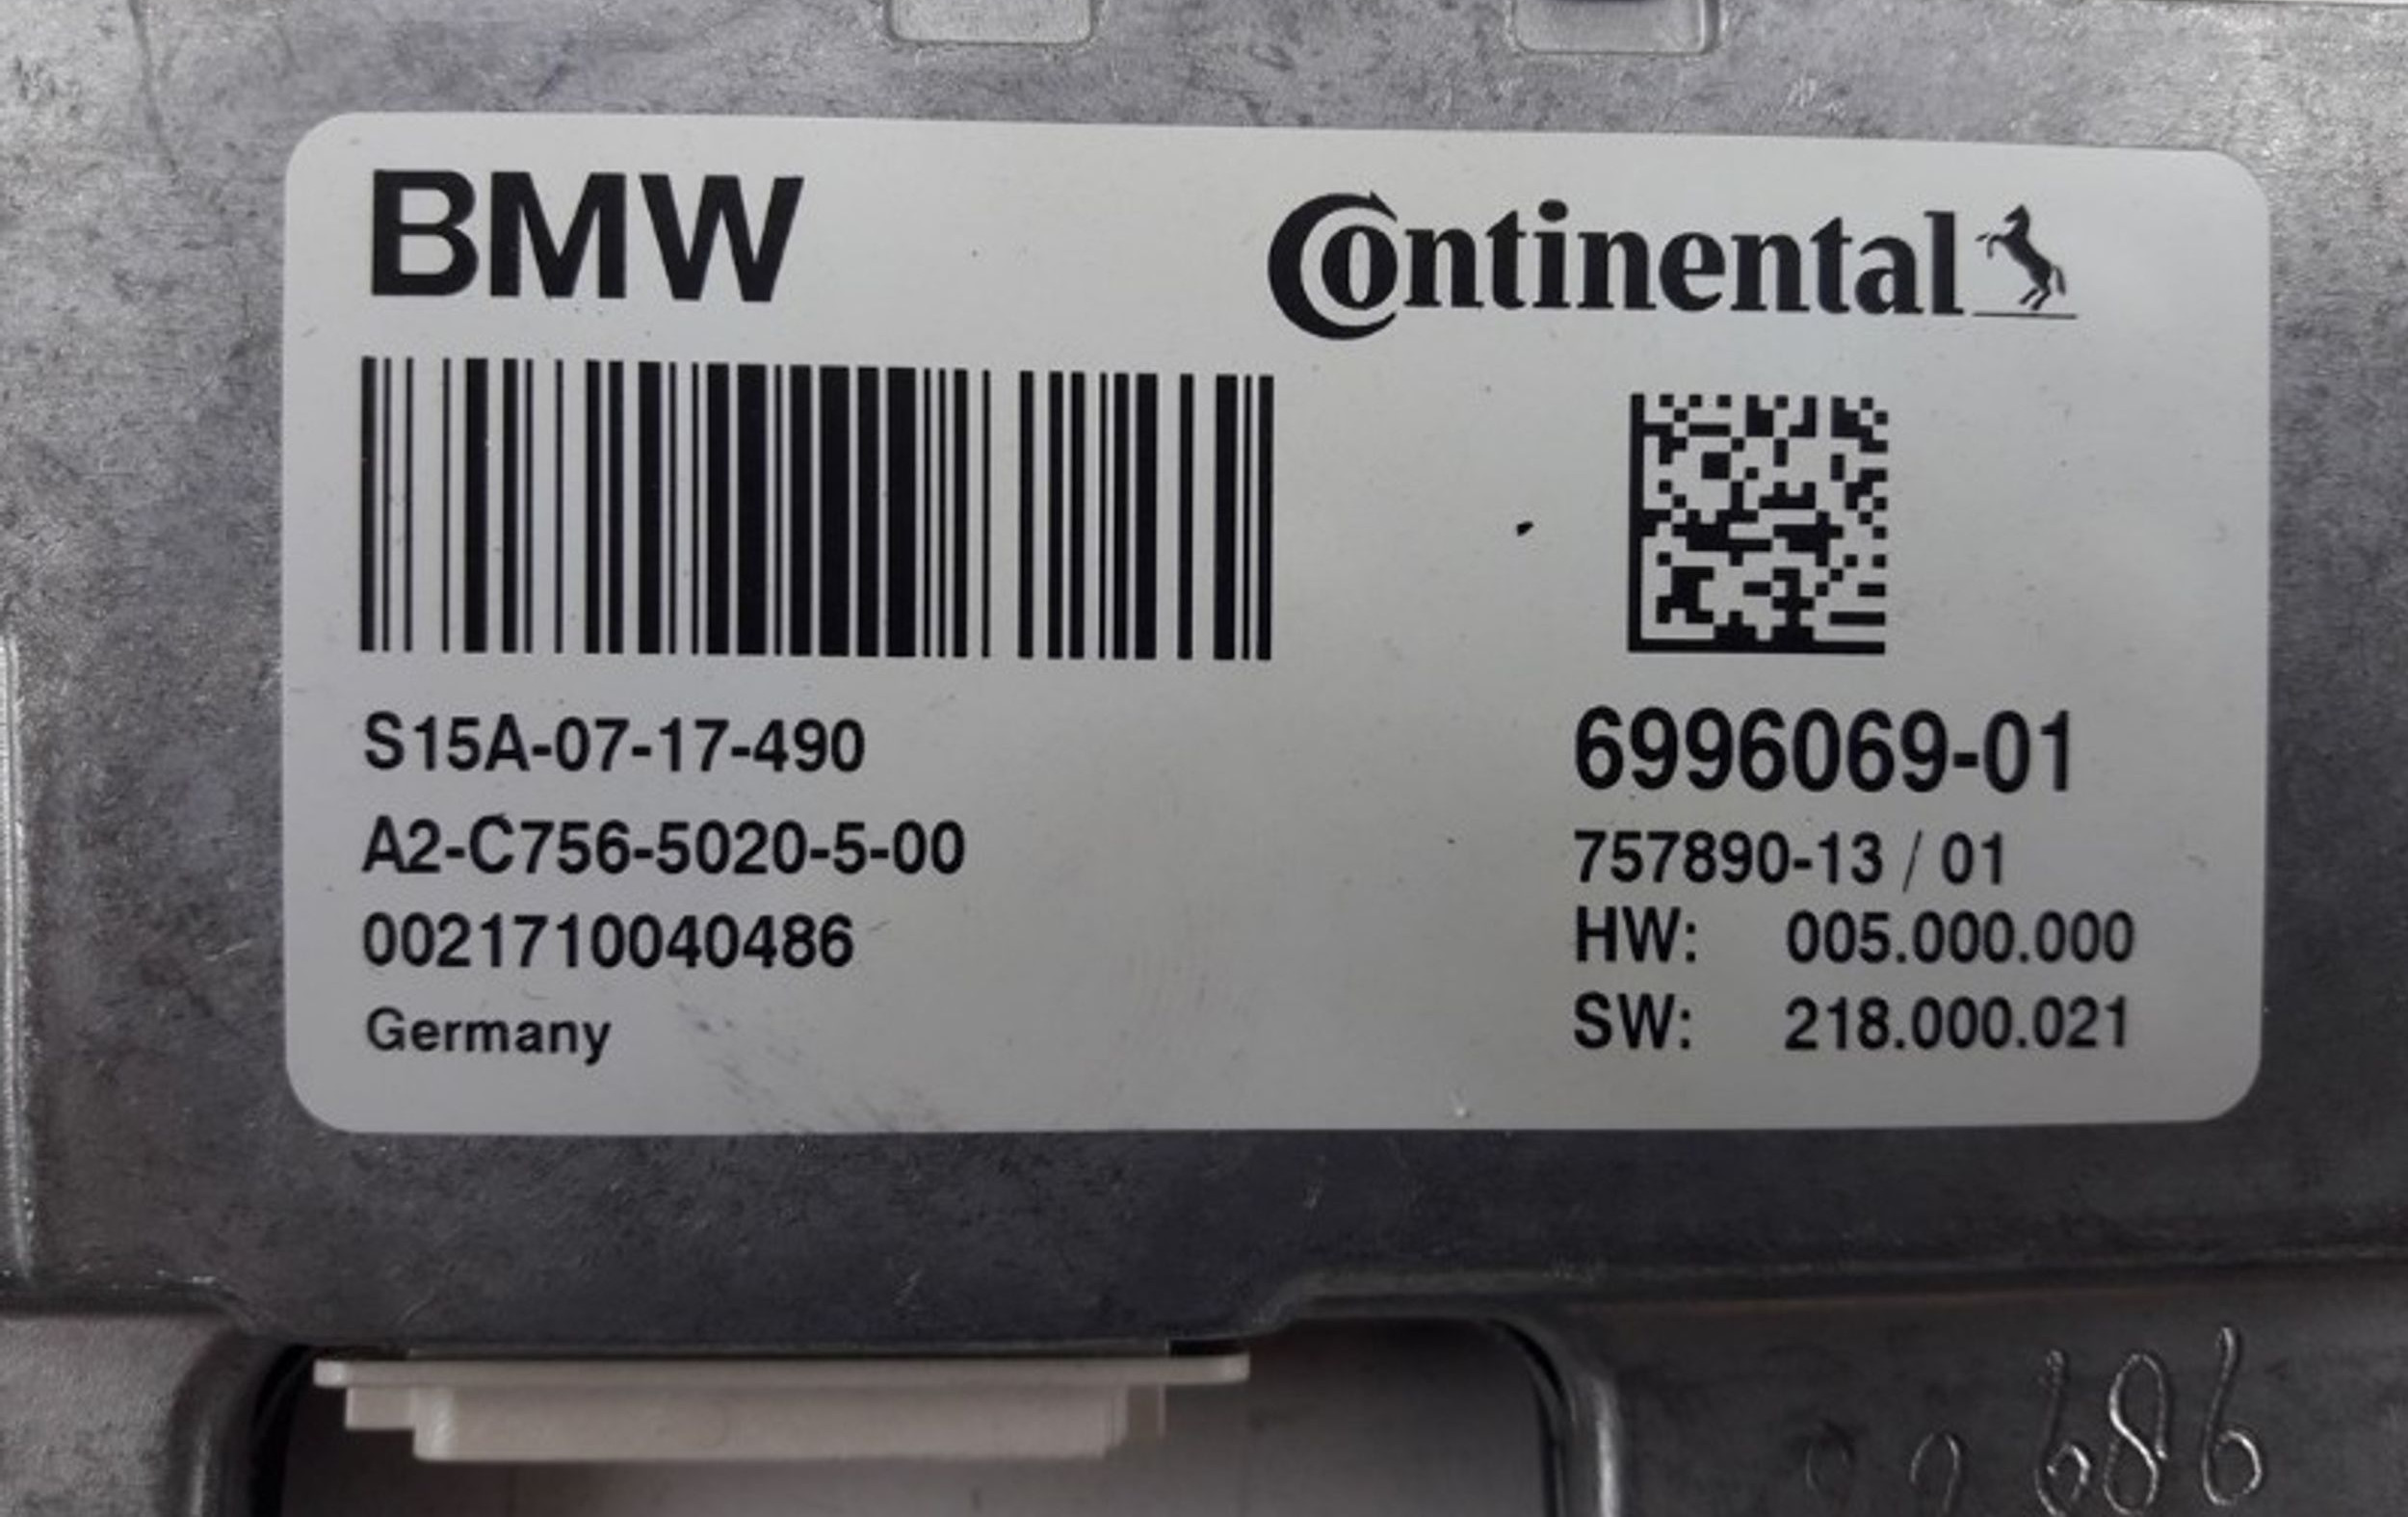 BMW
Continental
S15A-07-17-490
A2-C756-5020-5-00
0021710040486
Germany
6996069-01
757890-13 / 01
HW: 005.000.000
SW: 218.000.021
686